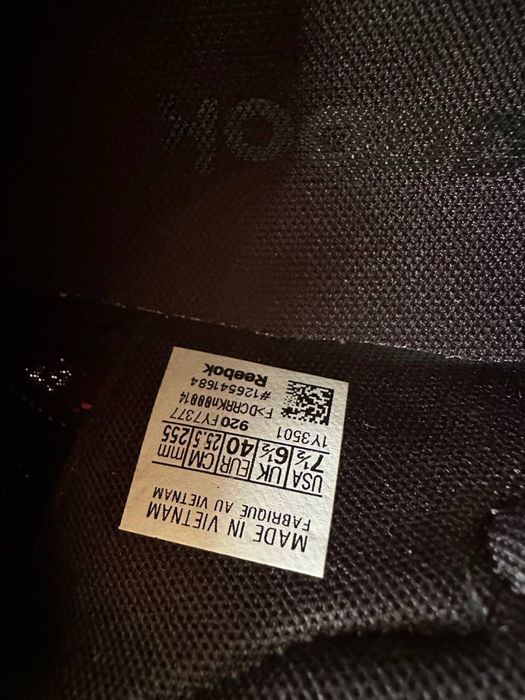 MADE IN VIETNAM
FABRIQUE AU VIETNAM
USA UK EUR CM mm
7½ 6½ 40 25.5 255
1Y3501 920 FY7377
F>DCRRKn00014
#126541684
Reebok